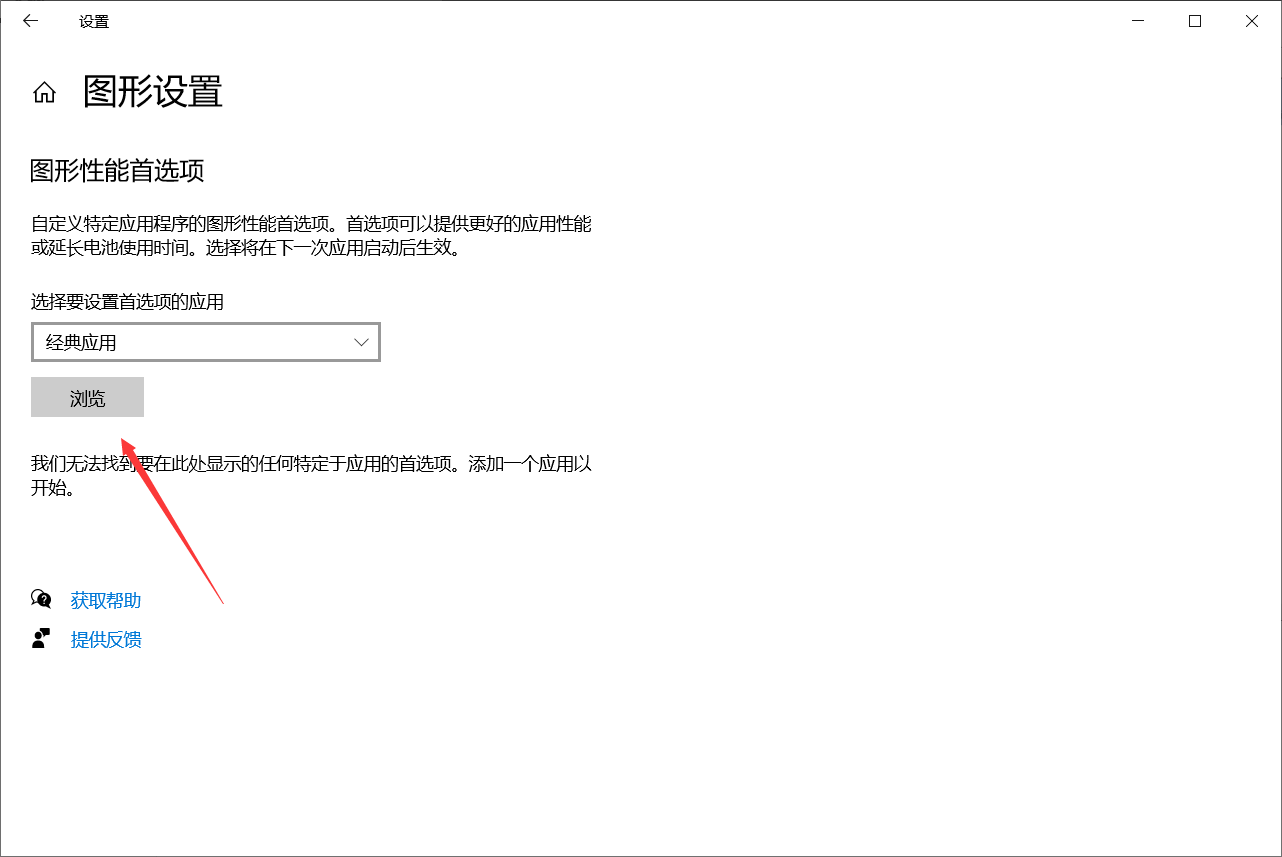 设置
图形设置
图形性能首选项
自定义特定应用程序的图形性能首选项。首选项可以提供更好的应用性能
或延长电池使用时间。选择将在下一次应用启动后生效。
选择要设置首选项的应用
经典应用
浏览
我们无法找到要在此处显示的任何特定于应用的首选项。添加一个应用以
开始。
获取帮助
提供反馈